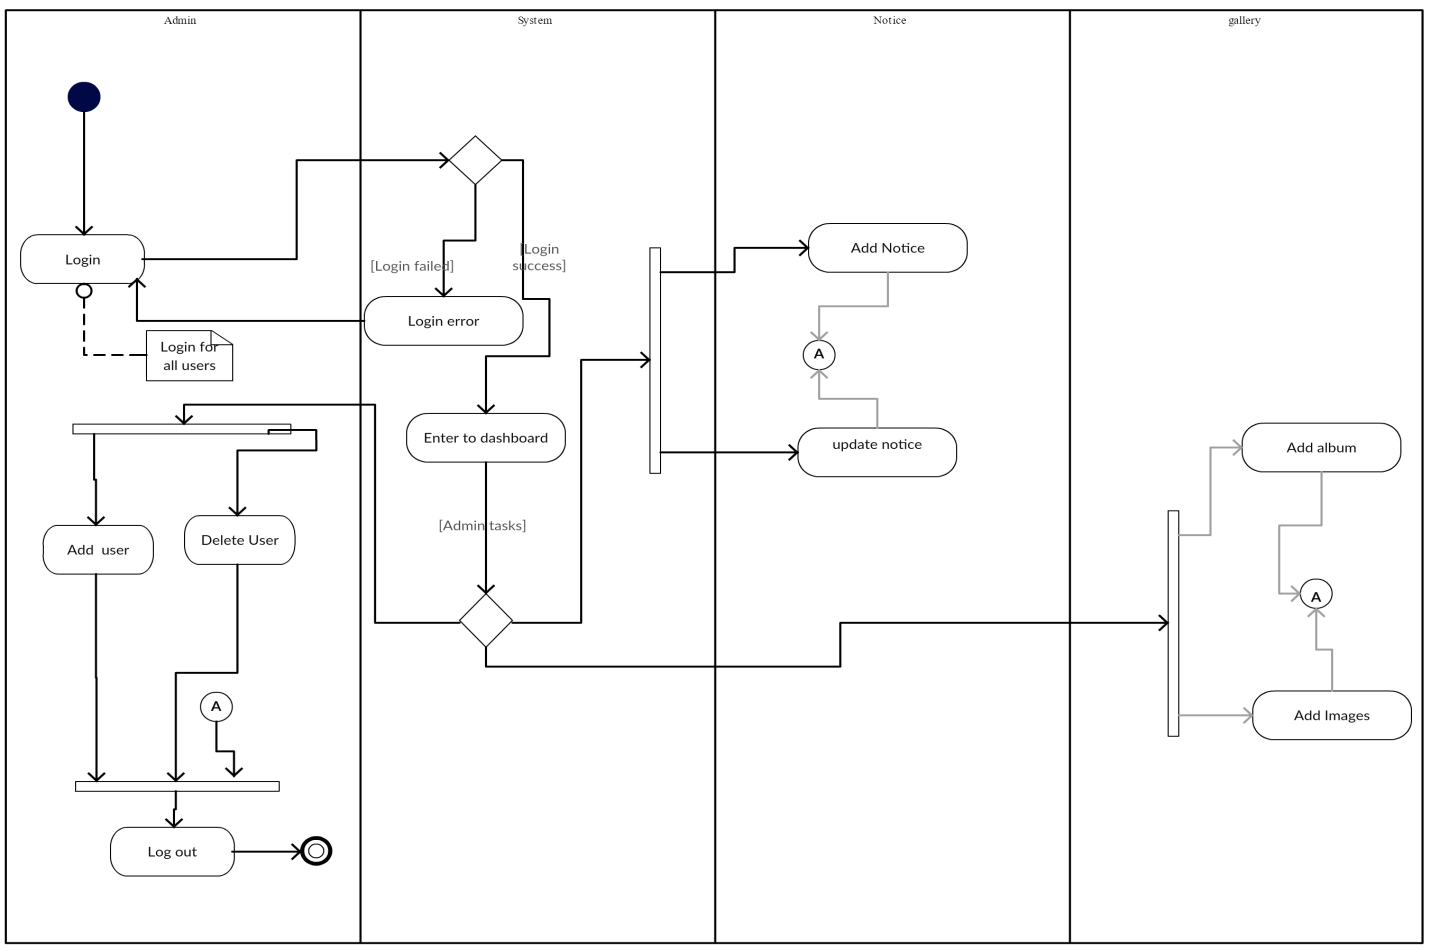 Admin
System
Notice
gallery
Login
[Login failed]
[Login
success]
Add Notice
Login error
Login for
all users
A
Enter to dashboard
update notice
Add album
[Admin tasks]
Add  user
Delete User
A
A
Add Images
Log out